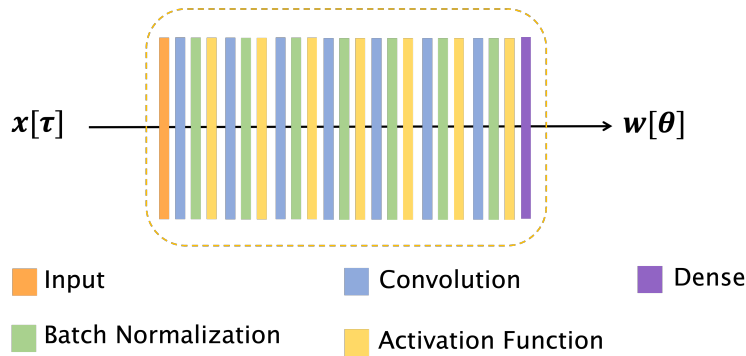 x[τ]
w[θ]
Input
Convolution
Dense
Batch Normalization
Activation Function